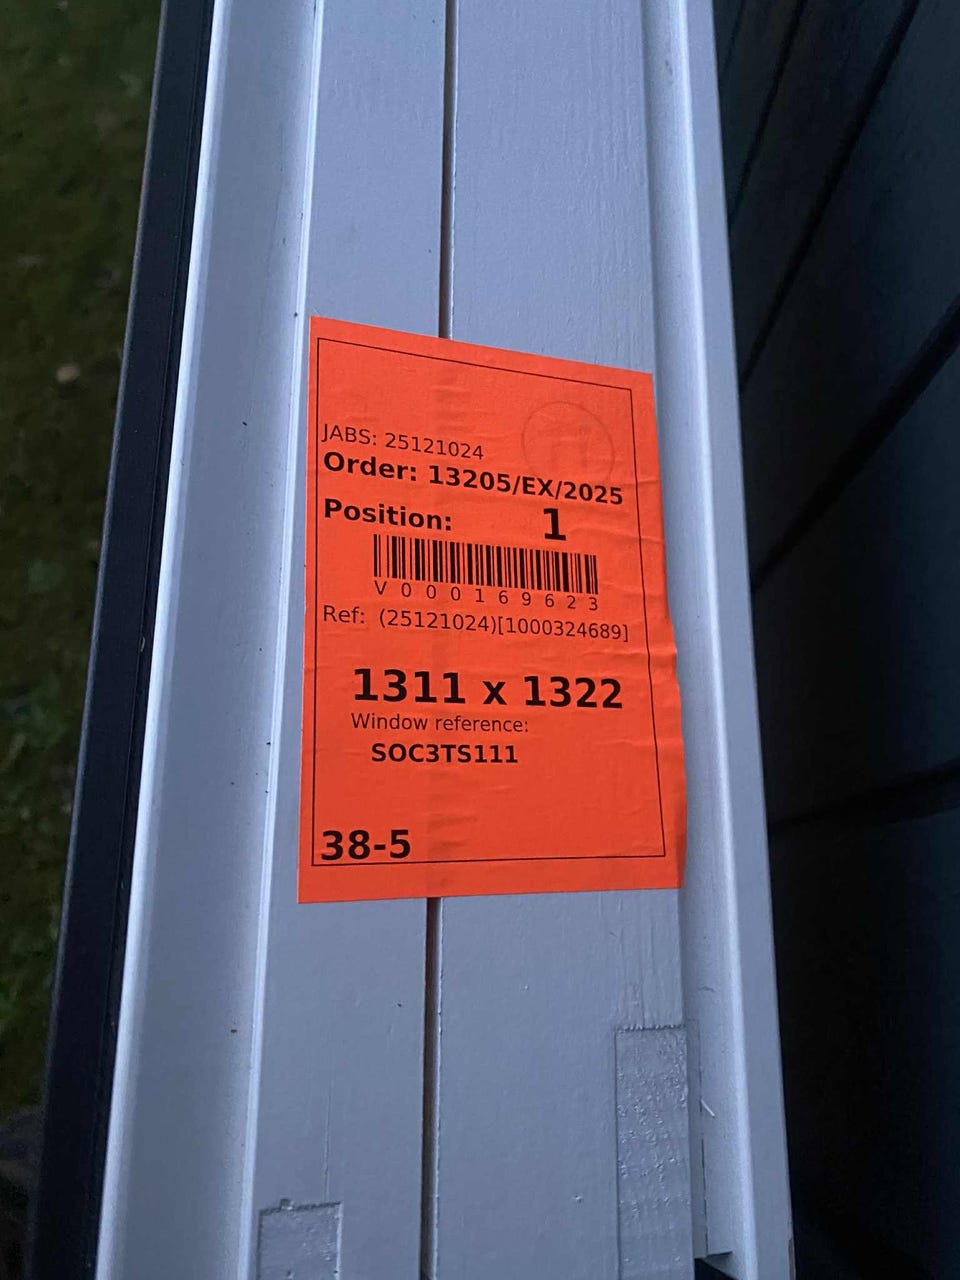 JABS: 25121024
Order: 13205/EX/2025
Position: 1
V000169623
Ref: (25121024)[1000324689]
1311 x 1322
Window reference:
SOC3TS111
38-5